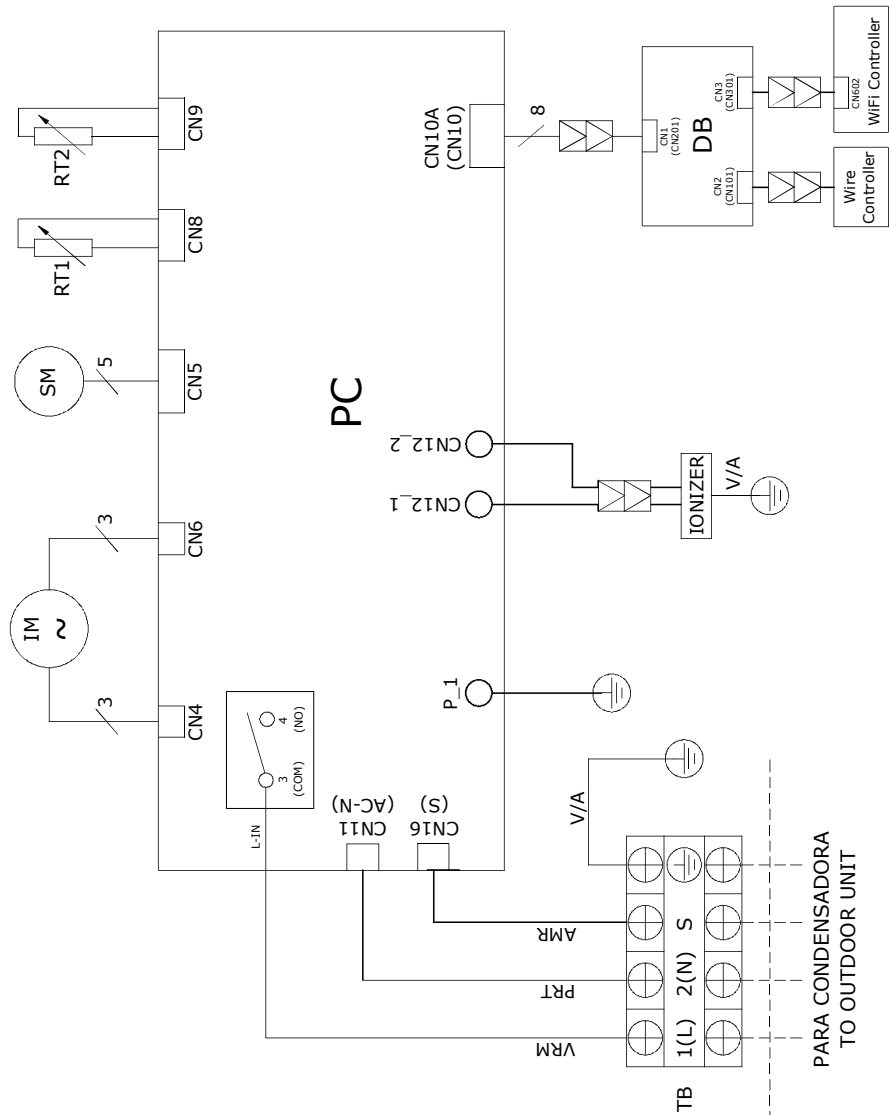 RT2
RT1
SM
IM
~
5
3
3
CN9
CN8
CN5
CN6
CN4
PC
CN10A
(CN10)
8
CN1
(CN201)
DB
CN3
(CN301)
CN2
(CN101)
CN602
WiFi Controller
Wire
Controller
3
(COM)
4
(NO)
L-IN
CN11
(AC-N)
CN16
(S)
P_1
CN12_1
CN12_2
IONIZER
V/A
V/A
VRM
PRT
AMR
TB
1(L)
2(N)
S
PARA CONDENSADORA
TO OUTDOOR UNIT